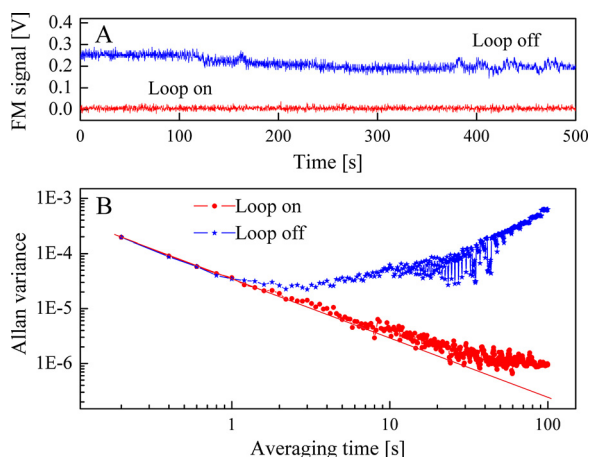 FM signal [V]
0.4
0.3
0.2
0.1
0.0
A
Loop off
Loop on
0
100
200
300
400
500
Time [s]
Allan variance
1E-3
1E-4
1E-5
1E-6
B
Loop on
Loop off
1
10
100
Averaging time [s]